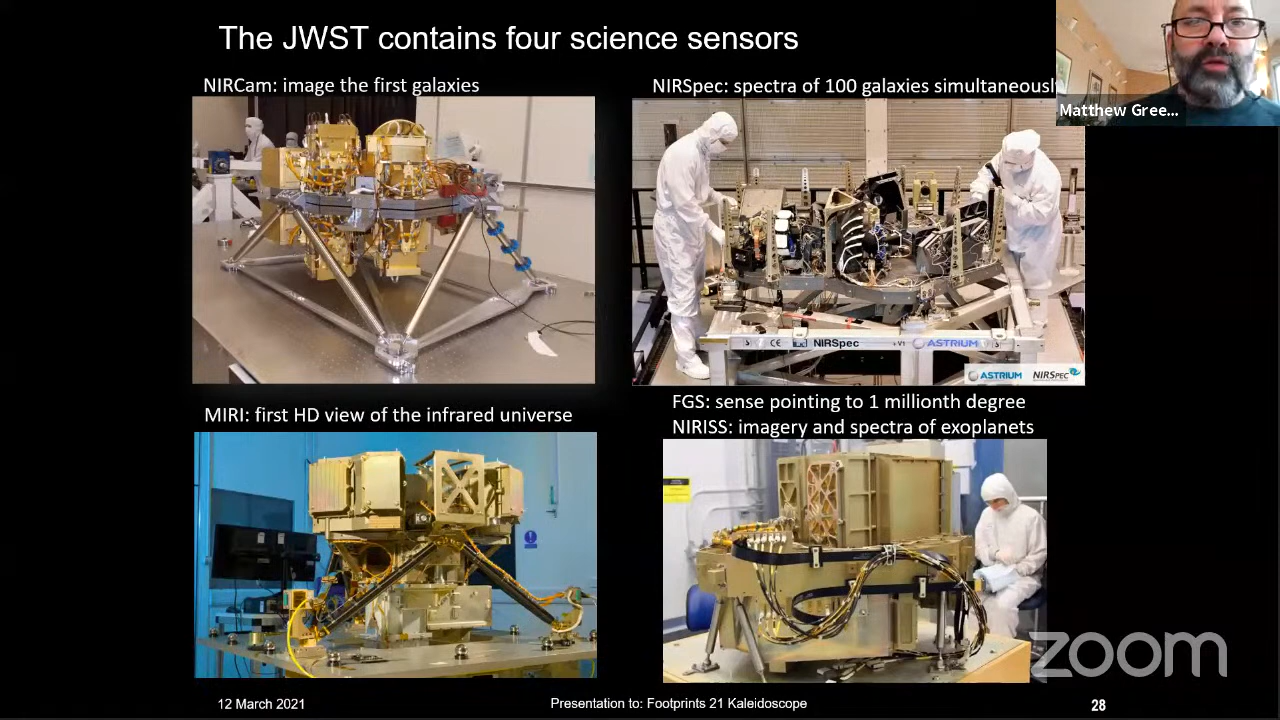 The JWST contains four science sensors
NIRCam: image the first galaxies
NIRSpec: spectra of 100 galaxies simultaneousl
Matthew Gree...
CE NIRSpec +V1 ASTRIUM
ASTRIUM NIRSpec
MIRI: first HD view of the infrared universe
FGS: sense pointing to 1 millionth degree
NIRISS: imagery and spectra of exoplanets
zoom
12 March 2021
Presentation to: Footprints 21 Kaleidoscope
28